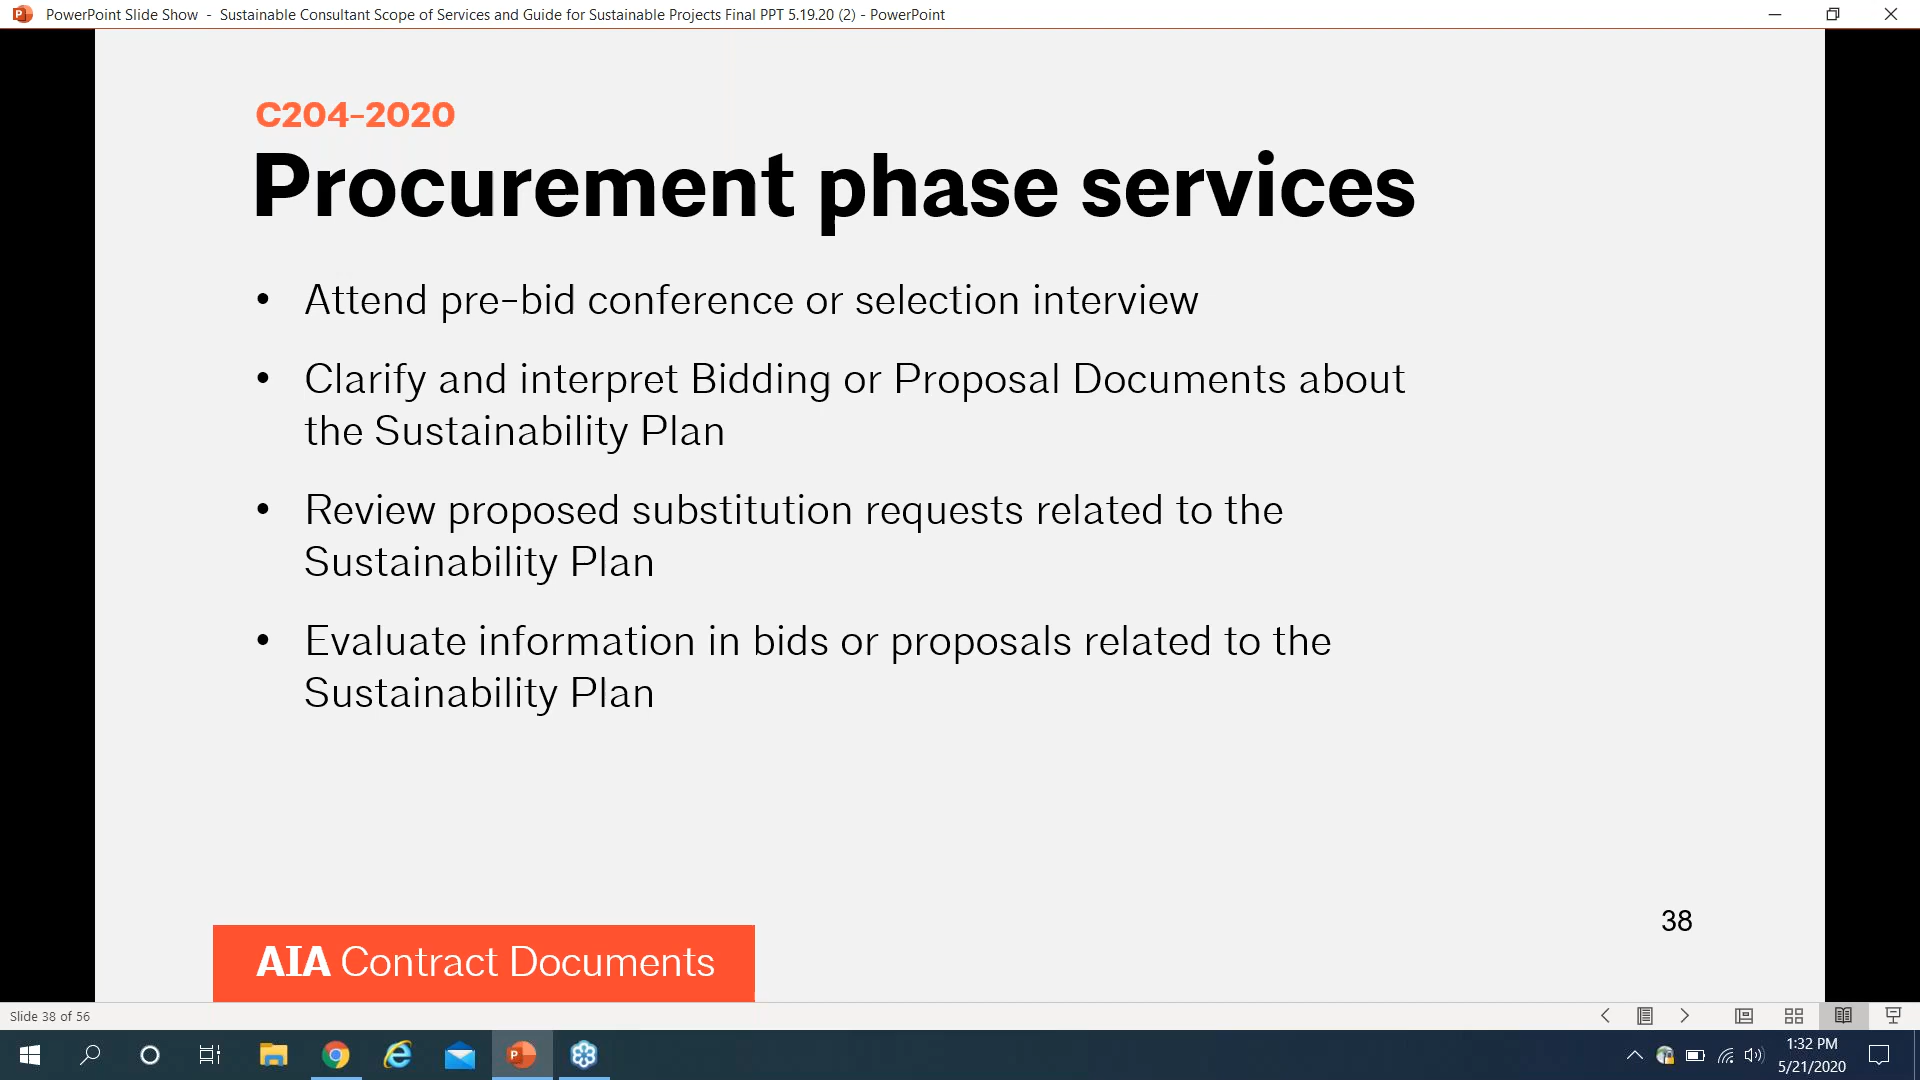 PowerPoint Slide Show - Sustainable Consultant Scope of Services and Guide for Sustainable Projects Final PPT 5.19.20 (2) - PowerPoint
C204-2020
Procurement phase services
• Attend pre-bid conference or selection interview
• Clarify and interpret Bidding or Proposal Documents about
the Sustainability Plan
• Review proposed substitution requests related to the
Sustainability Plan
• Evaluate information in bids or proposals related to the
Sustainability Plan
38
AIA Contract Documents
Slide 38 of 56
1:32 PM
5/21/2020